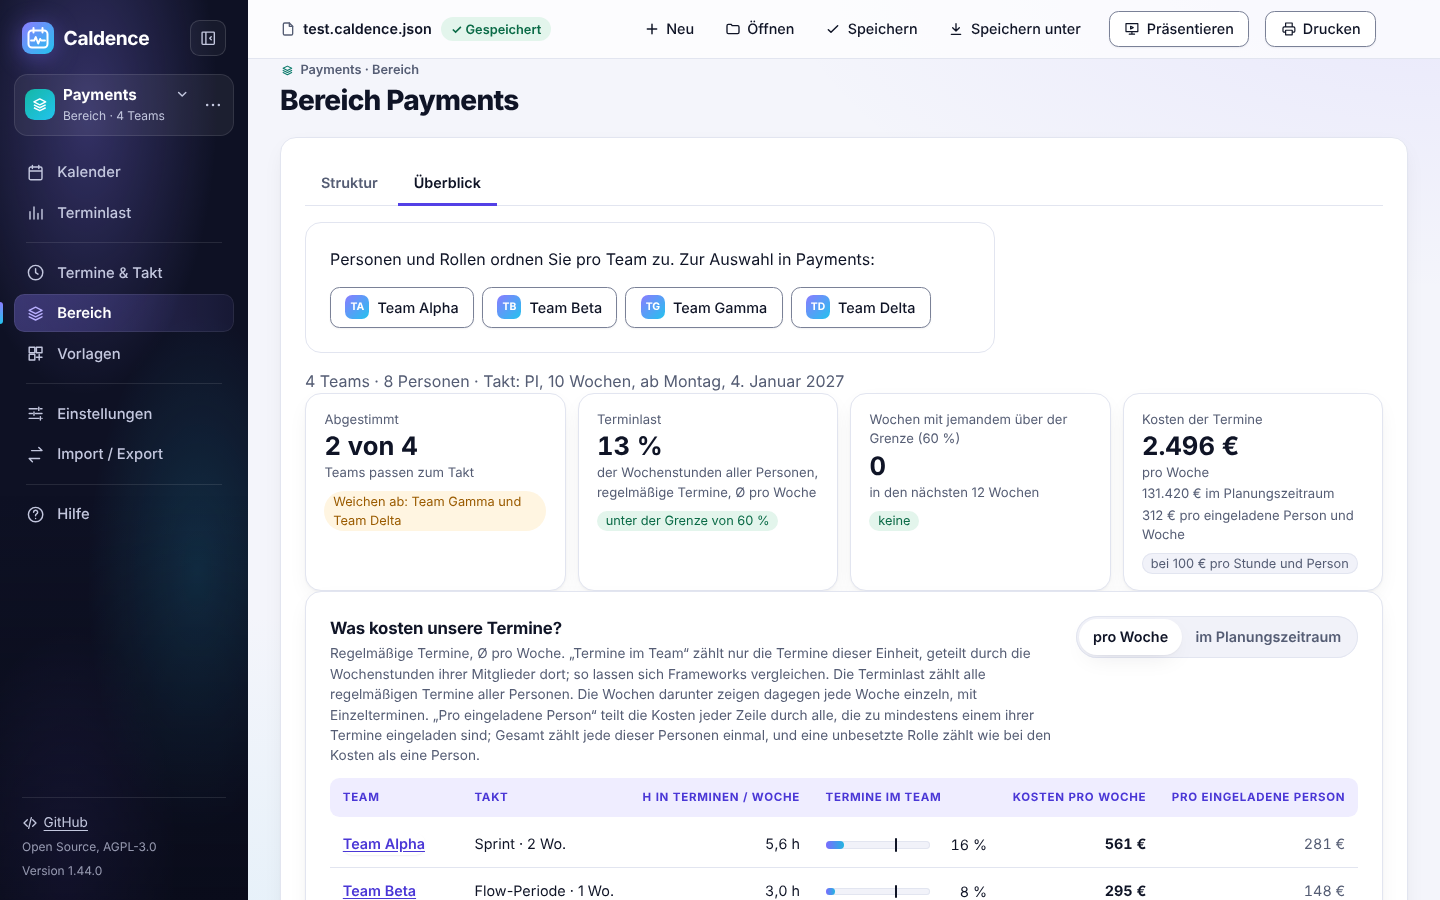 Caldence
Payments
Bereich · 4 Teams
Kalender
Terminlast
Termine & Takt
Bereich
Vorlagen
Einstellungen
Import / Export
Hilfe
GitHub
Open Source, AGPL-3.0
Version 1.44.0
test.caldence.json
Gespeichert
Neu
Öffnen
Speichern
Speichern unter
Präsentieren
Drucken
Payments · Bereich
Bereich Payments
Struktur
Überblick
Personen und Rollen ordnen Sie pro Team zu. Zur Auswahl in Payments:
TA Team Alpha
TB Team Beta
TG Team Gamma
TD Team Delta
4 Teams · 8 Personen · Takt: PI, 10 Wochen, ab Montag, 4. Januar 2027
Abgestimmt
2 von 4
Teams passen zum Takt
Weichen ab: Team Gamma und
Team Delta
Terminlast
13 %
der Wochenstunden aller Personen,
regelmäßige Termine, Ø pro Woche
unter der Grenze von 60 %
Wochen mit jemandem über der
Grenze (60 %)
0
in den nächsten 12 Wochen
keine
Kosten der Termine
2.496 €
pro Woche
131.420 € im Planungszeitraum
312 € pro eingeladene Person und
Woche
bei 100 € pro Stunde und Person
Was kosten unsere Termine?
pro Woche
im Planungszeitraum
Regelmäßige Termine, Ø pro Woche. „Termine im Team“ zählt nur die Termine dieser Einheit, geteilt durch die
Wochenstunden ihrer Mitglieder dort; so lassen sich Frameworks vergleichen. Die Terminlast zählt alle
regelmäßigen Termine aller Personen. Die Wochen darunter zeigen dagegen jede Woche einzeln, mit
Einzelterminen. „Pro eingeladene Person“ teilt die Kosten jeder Zeile durch alle, die zu mindestens einem ihrer
Termine eingeladen sind; Gesamt zählt jede dieser Personen einmal, und eine unbesetzte Rolle zählt wie bei den
Kosten als eine Person.
TEAM TAKT H IN TERMINEN / WOCHE TERMINE IM TEAM KOSTEN PRO WOCHE PRO EINGELADENE PERSON
Team Alpha Sprint · 2 Wo. 5,6 h 16 % 561 € 281 €
Team Beta Flow-Periode · 1 Wo. 3,0 h 8 % 295 € 148 €